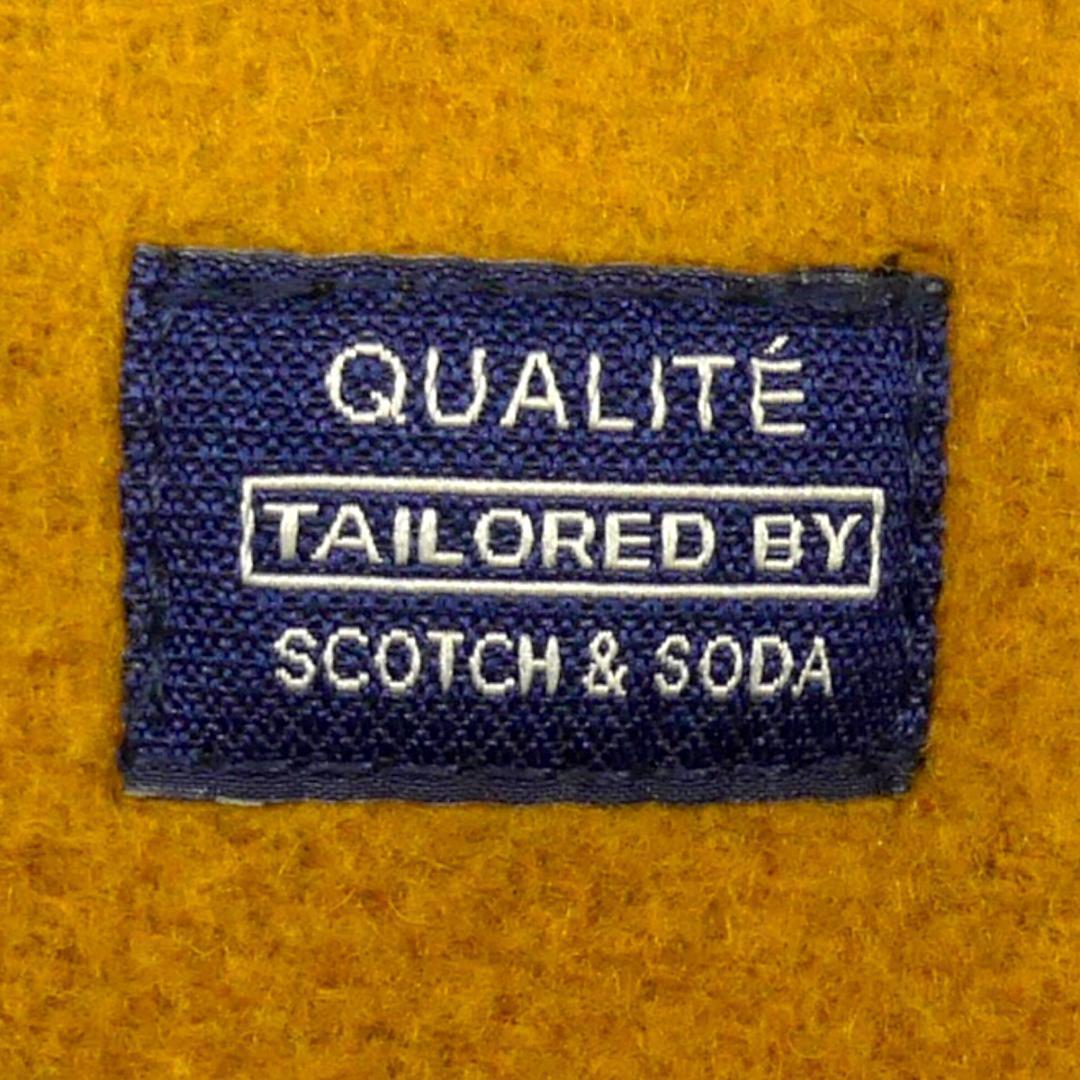 QUALITÉ
TAILORED BY
SCOTCH & SODA